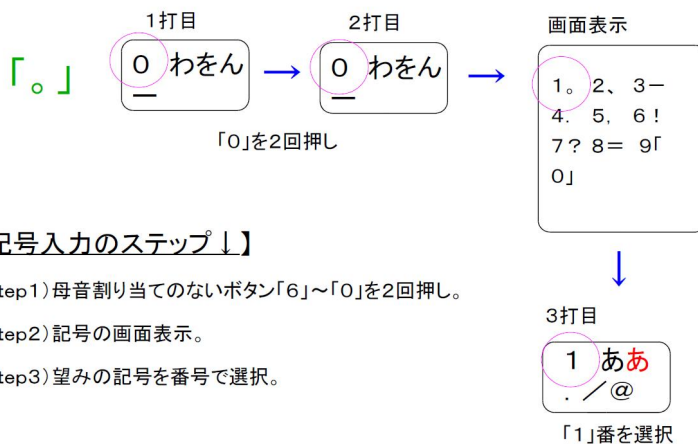 1打目
2打目
画面表示
「。」
0 わをん
ー
0 わをん
ー
「0」を2回押し
1。 2、 3ー
4. 5, 6!
7? 8= 9「
0」
記号入力のステップ↓】
tep1)母音割り当てのないボタン「6」~「0」を2回押し。
tep2)記号の画面表示。
tep3)望みの記号を番号で選択。
3打目
1 ああ
. /@
「1」番を選択